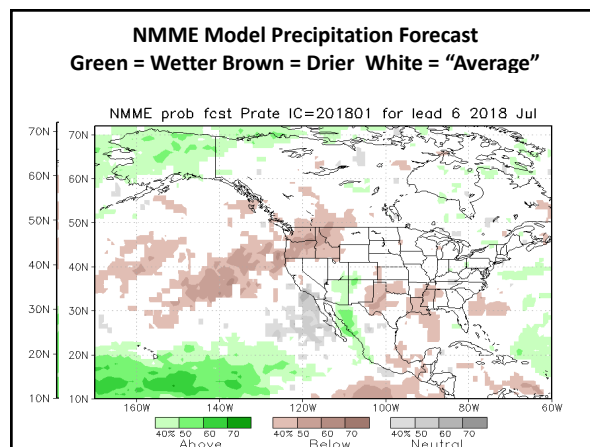 NMME Model Precipitation Forecast
Green = Wetter Brown = Drier White = “Average”
NMME prob fcst Prate IC=201801 for lead 6 2018 Jul
70N 70N
60N 60N
50N 50N
40N 40N
30N 30N
20N 20N
10N 10N
160W 140W 120W 100W 80W 60W
40% 50 60 70 40% 50 60 70 40% 50 60 70
Above Below Neutral